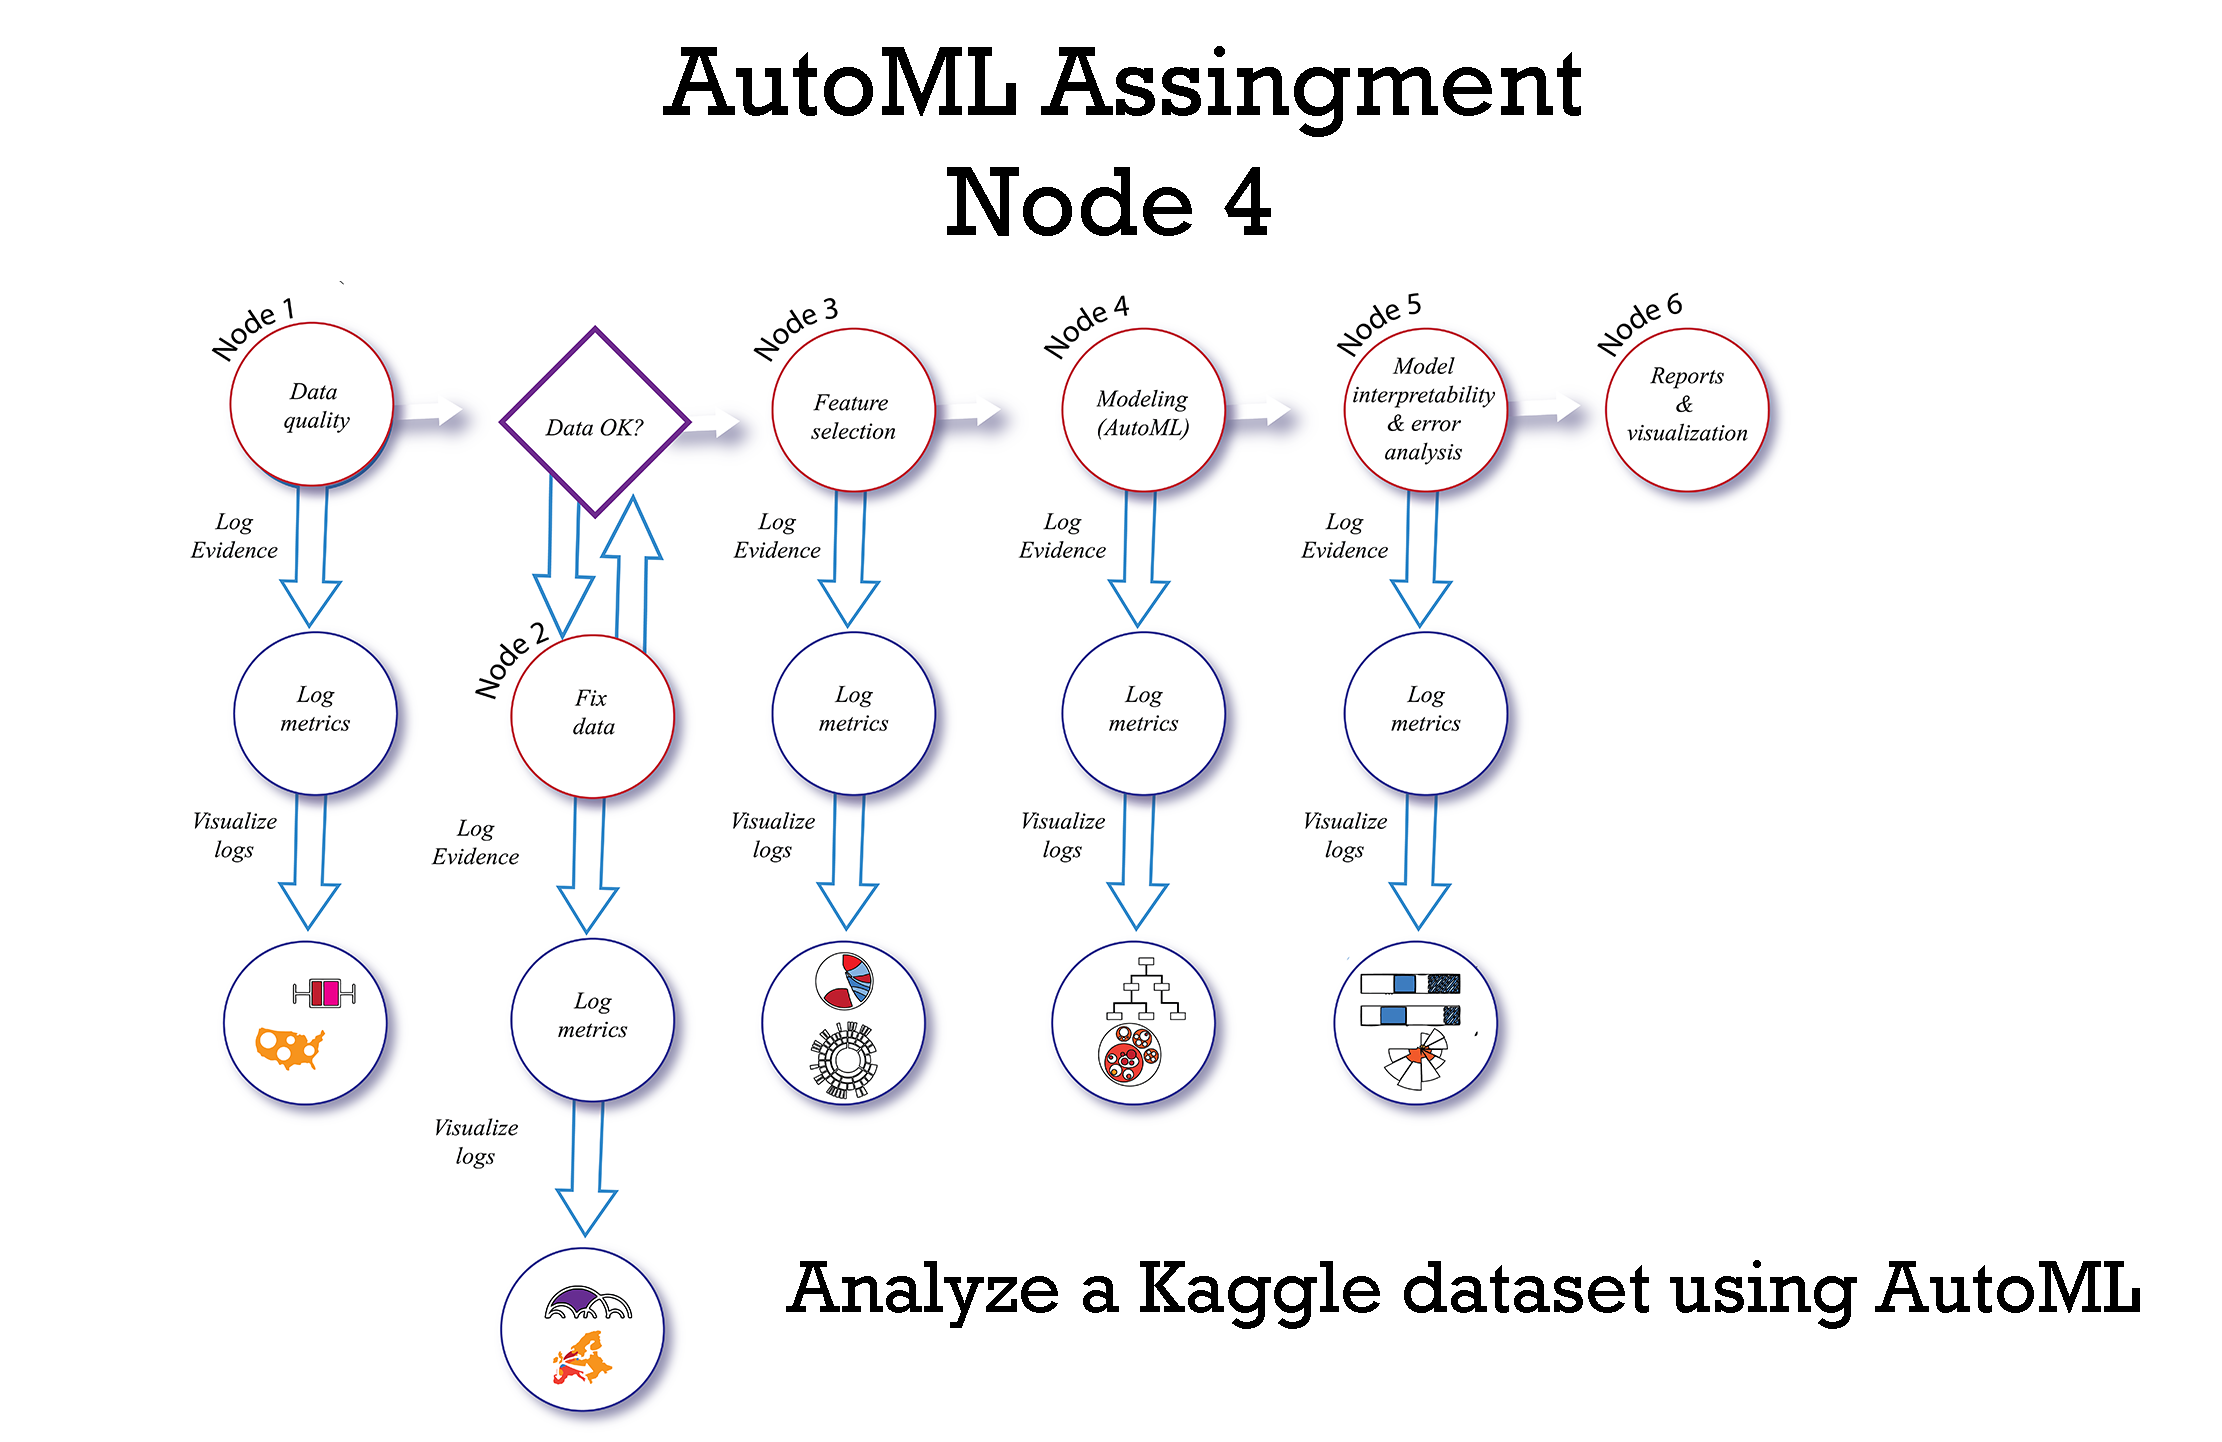 AutoML Assingment
Node 4
Node 1
Data
quality
Data OK?
Node 3
Feature
selection
Node 4
Modeling
(AutoML)
Node 5
Model
interpretability
& error
analysis
Node 6
Reports
&
visualization
Log
Evidence
Log
Evidence
Log
Evidence
Log
Evidence
Log
metrics
Node 2
Fix
data
Log
metrics
Log
metrics
Log
metrics
Visualize
logs
Log
Evidence
Visualize
logs
Visualize
logs
Visualize
logs
Log
metrics
Visualize
logs
Analyze a Kaggle dataset using AutoML